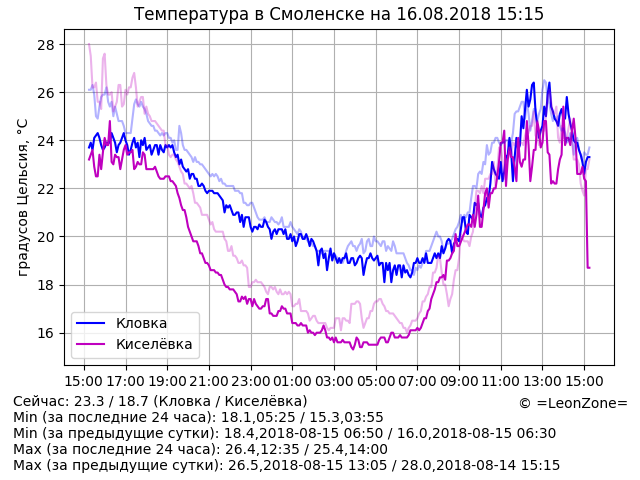 Температура в Смоленске на 16.08.2018 15:15
градусов Цельсия, °C
28
26
24
22
20
18
16
Кловка
Киселёвка
15:00 17:00 19:00 21:00 23:00 01:00 03:00 05:00 07:00 09:00 11:00 13:00 15:00
Сейчас: 23.3 / 18.7 (Кловка / Киселёвка)
© =LeonZone=
Min (за последние 24 часа): 18.1,05:25 / 15.3,03:55
Min (за предыдущие сутки): 18.4,2018-08-15 06:50 / 16.0,2018-08-15 06:30
Max (за последние 24 часа): 26.4,12:35 / 25.4,14:00
Max (за предыдущие сутки): 26.5,2018-08-15 13:05 / 28.0,2018-08-14 15:15